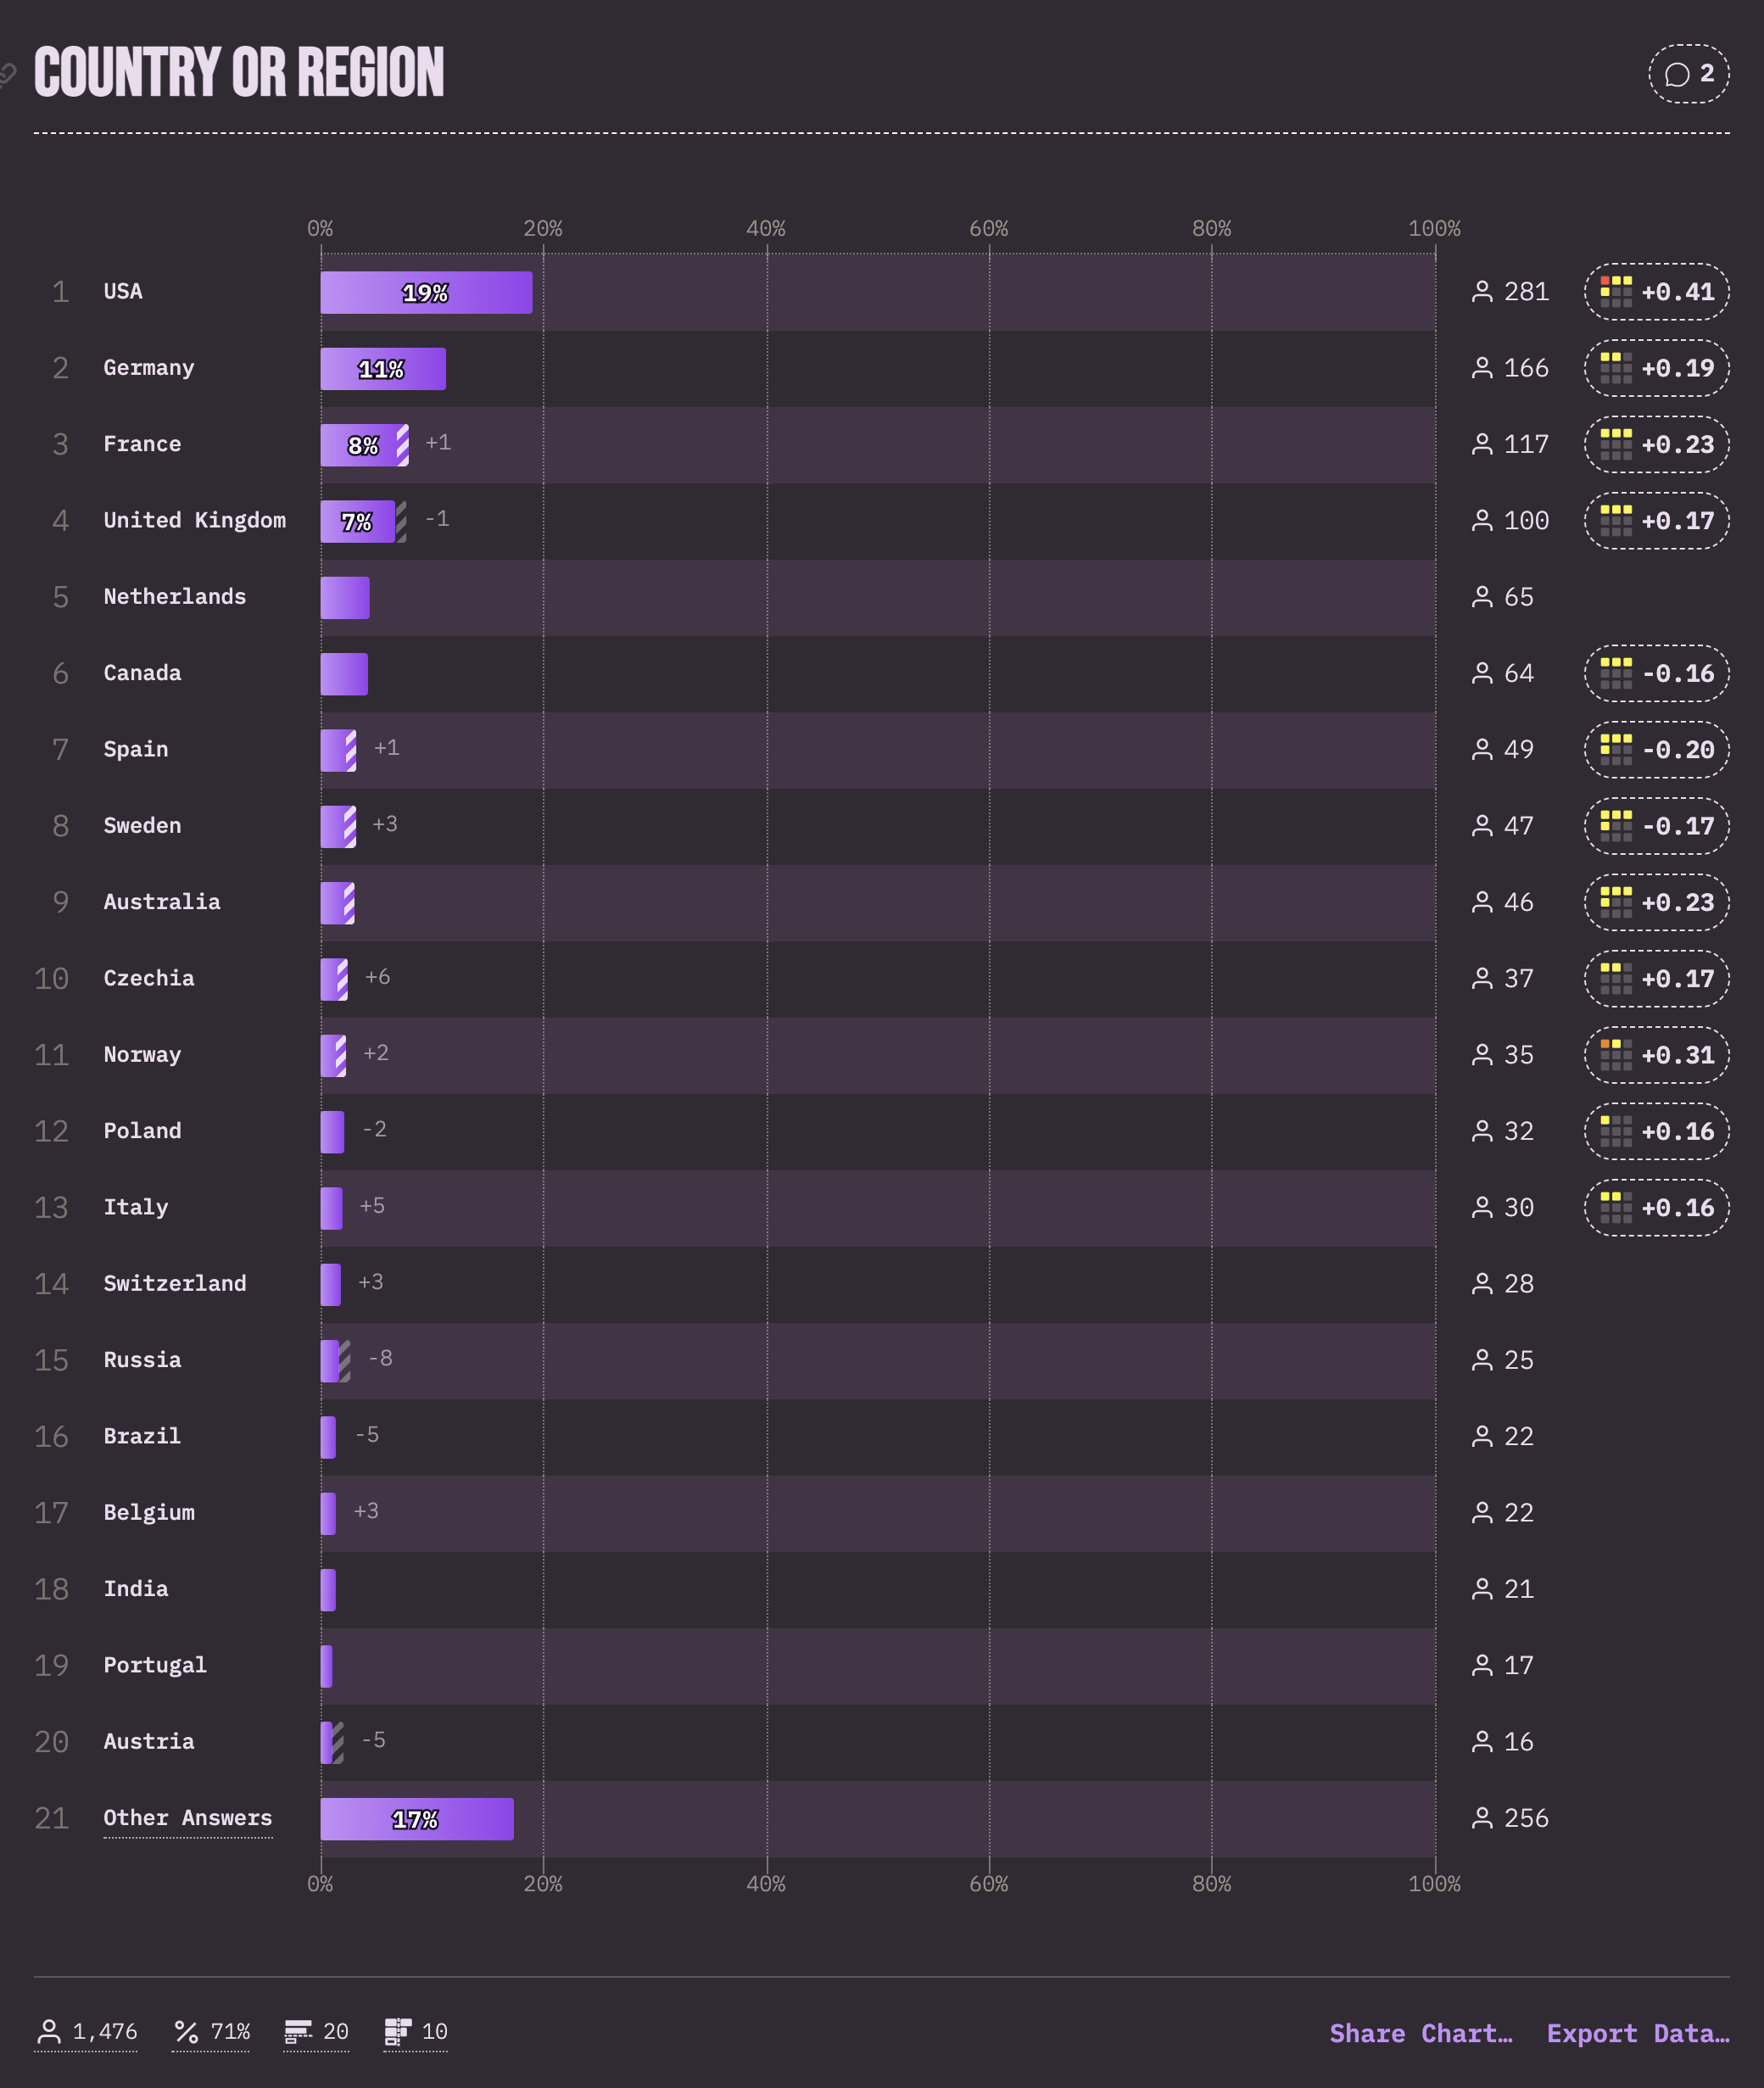 COUNTRY OR REGION
2
0% 20% 40% 60% 80% 100%
1 USA 19% 281 +0.41
2 Germany 11% 166 +0.19
3 France 8% +1 117 +0.23
4 United Kingdom 7% -1 100 +0.17
5 Netherlands 65
6 Canada 64 -0.16
7 Spain +1 49 -0.20
8 Sweden +3 47 -0.17
9 Australia 46 +0.23
10 Czechia +6 37 +0.17
11 Norway +2 35 +0.31
12 Poland -2 32 +0.16
13 Italy +5 30 +0.16
14 Switzerland +3 28
15 Russia -8 25
16 Brazil -5 22
17 Belgium +3 22
18 India 21
19 Portugal 17
20 Austria -5 16
21 Other Answers 17% 256
0% 20% 40% 60% 80% 100%
1,476 71% 20 10 Share Chart… Export Data…